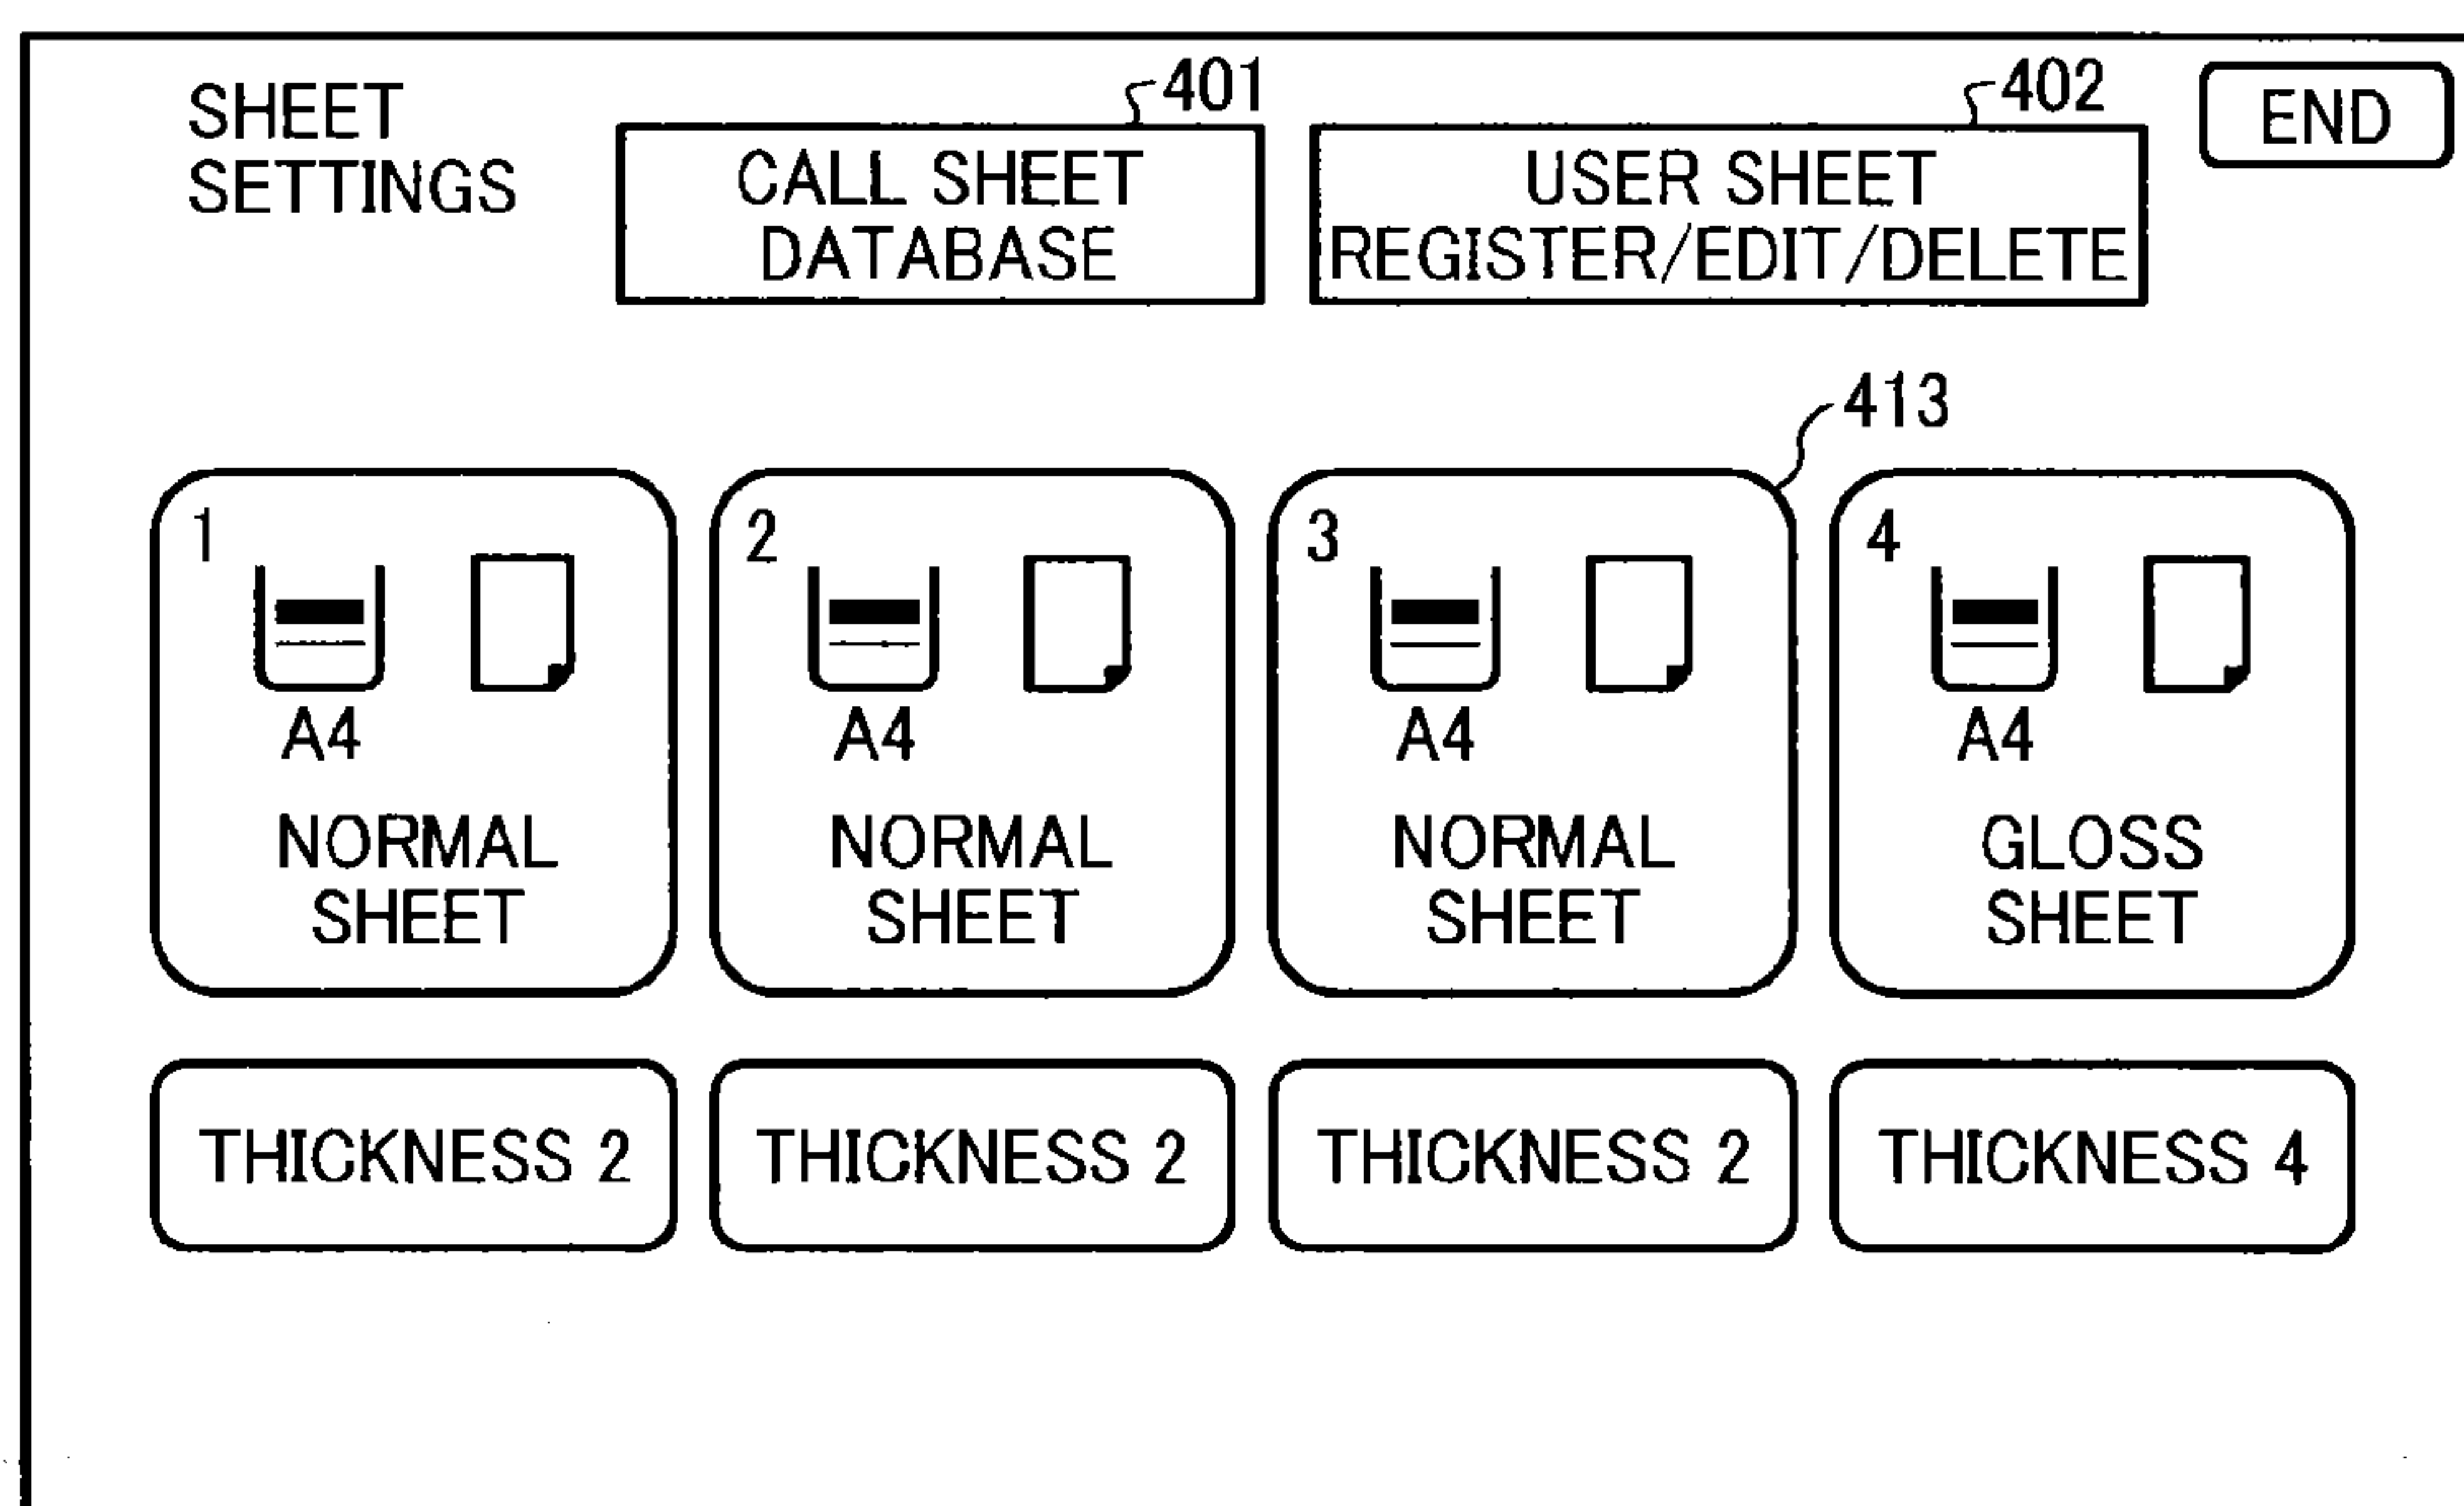 SHEET
SETTINGS
401
CALL SHEET
DATABASE
402
USER SHEET
REGISTER/EDIT/DELETE
END
413
1
A4
NORMAL
SHEET
2
A4
NORMAL
SHEET
3
A4
NORMAL
SHEET
4
A4
GLOSS
SHEET
THICKNESS 2
THICKNESS 2
THICKNESS 2
THICKNESS 4